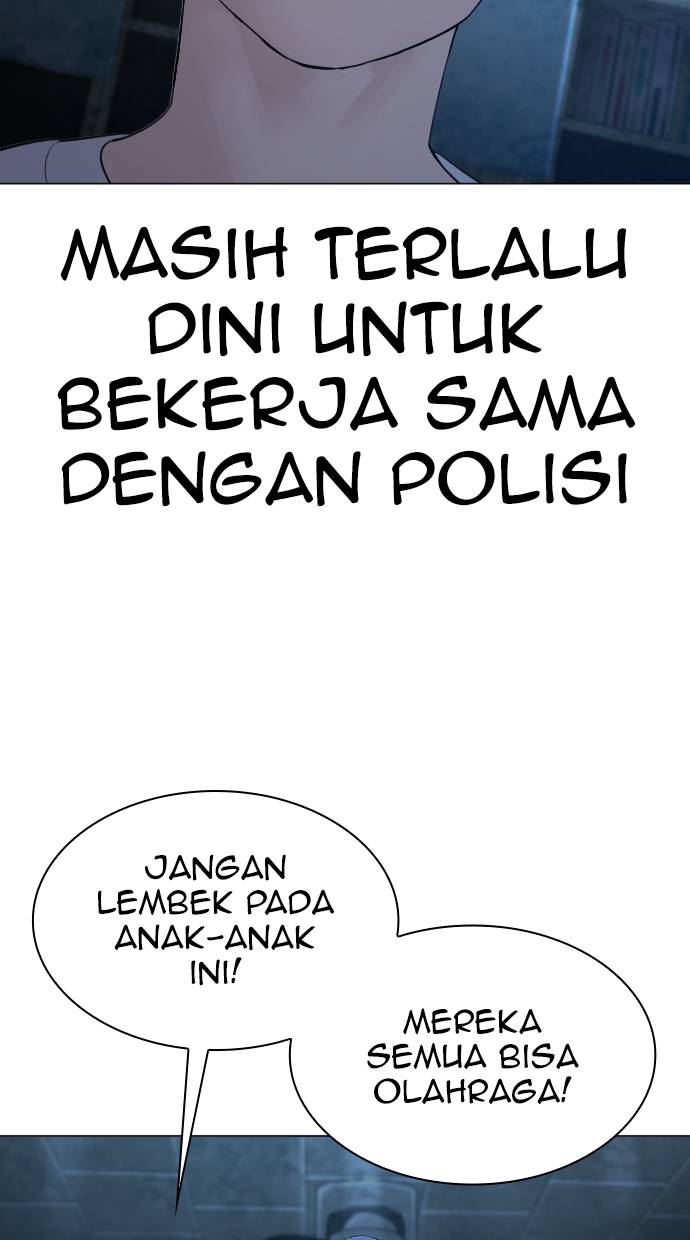 MASIH TERLALU
DINI UNTUK
BEKERJA SAMA
DENGAN POLISI
JANGAN
LEMBEK PADA
ANAK-ANAK
INI!
MEREKA
SEMUA BISA
OLAHRAGA!